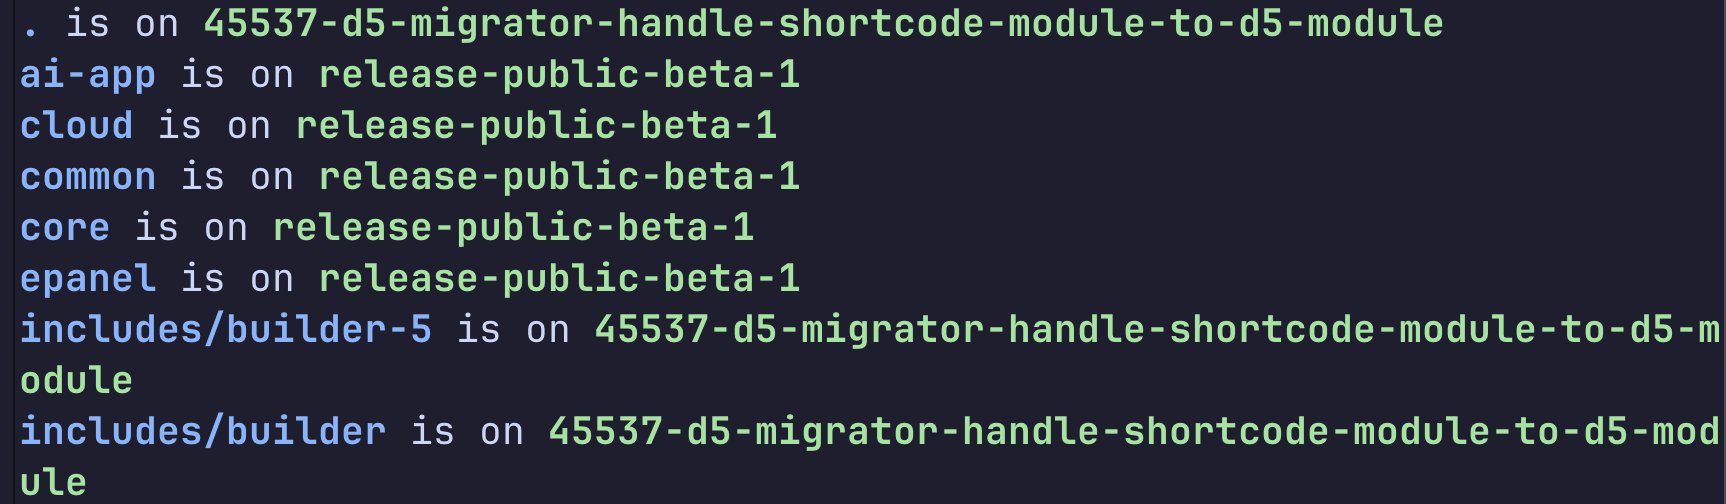 . is on 45537-d5-migrator-handle-shortcode-module-to-d5-module
ai-app is on release-public-beta-1
cloud is on release-public-beta-1
common is on release-public-beta-1
core is on release-public-beta-1
epanel is on release-public-beta-1
includes/builder-5 is on 45537-d5-migrator-handle-shortcode-module-to-d5-m
odule
includes/builder is on 45537-d5-migrator-handle-shortcode-module-to-d5-mod
ule